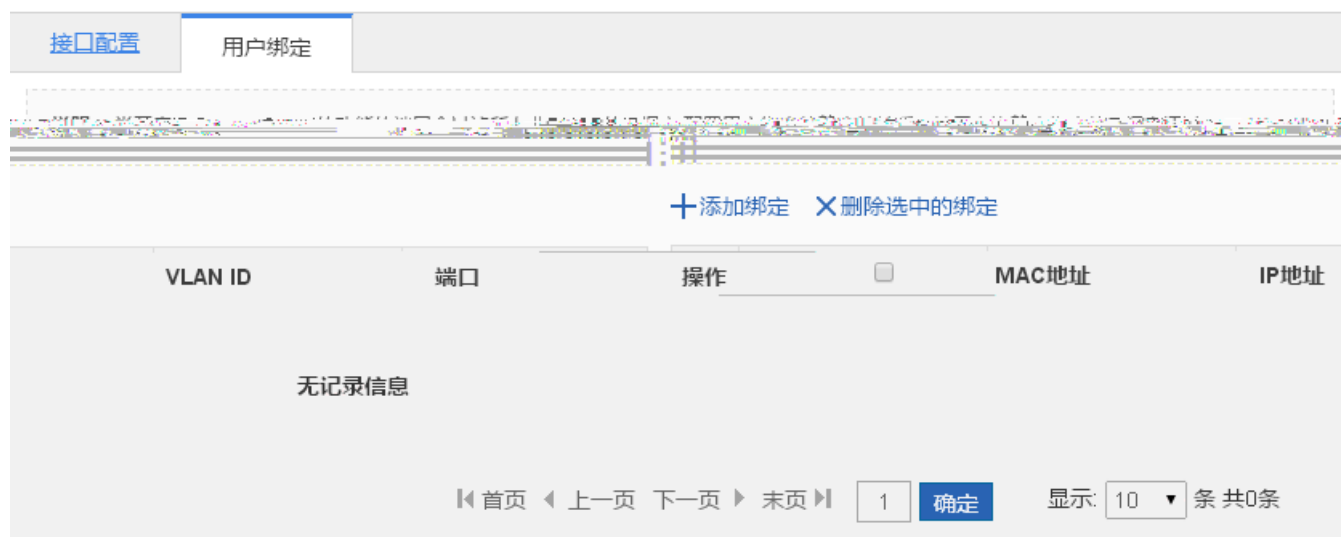 接口配置 用户绑定
添加绑定 删除选中的绑定
VLAN ID 端口 操作 MAC地址 IP地址
无记录信息
首页 上一页 下一页 末页 1 确定 显示: 10 条 共0条